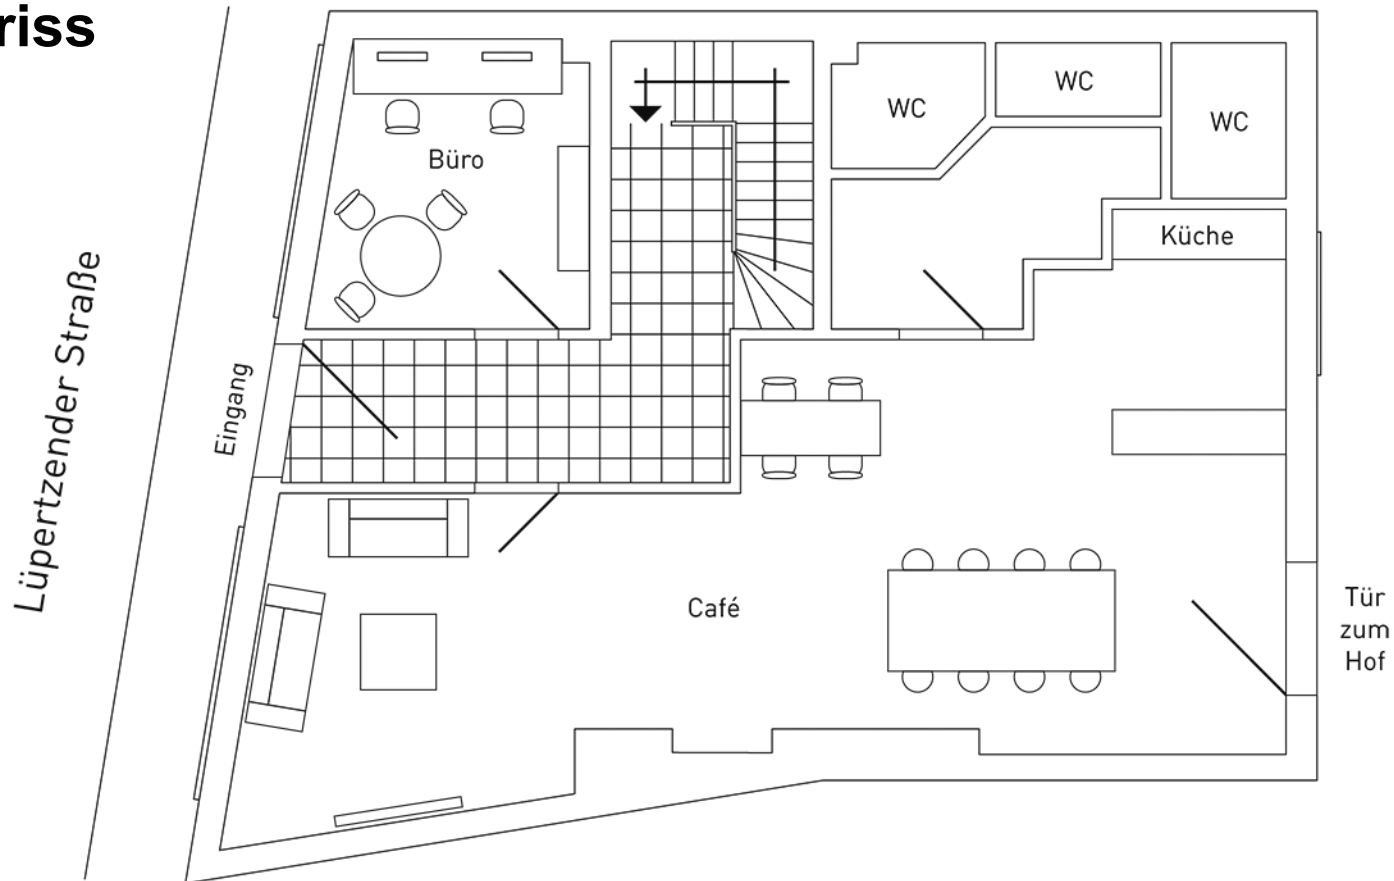 riss
WC
WC
WC
Büro
Küche
Lüpertzender Straße
Eingang
Café
Tür
zum
Hof